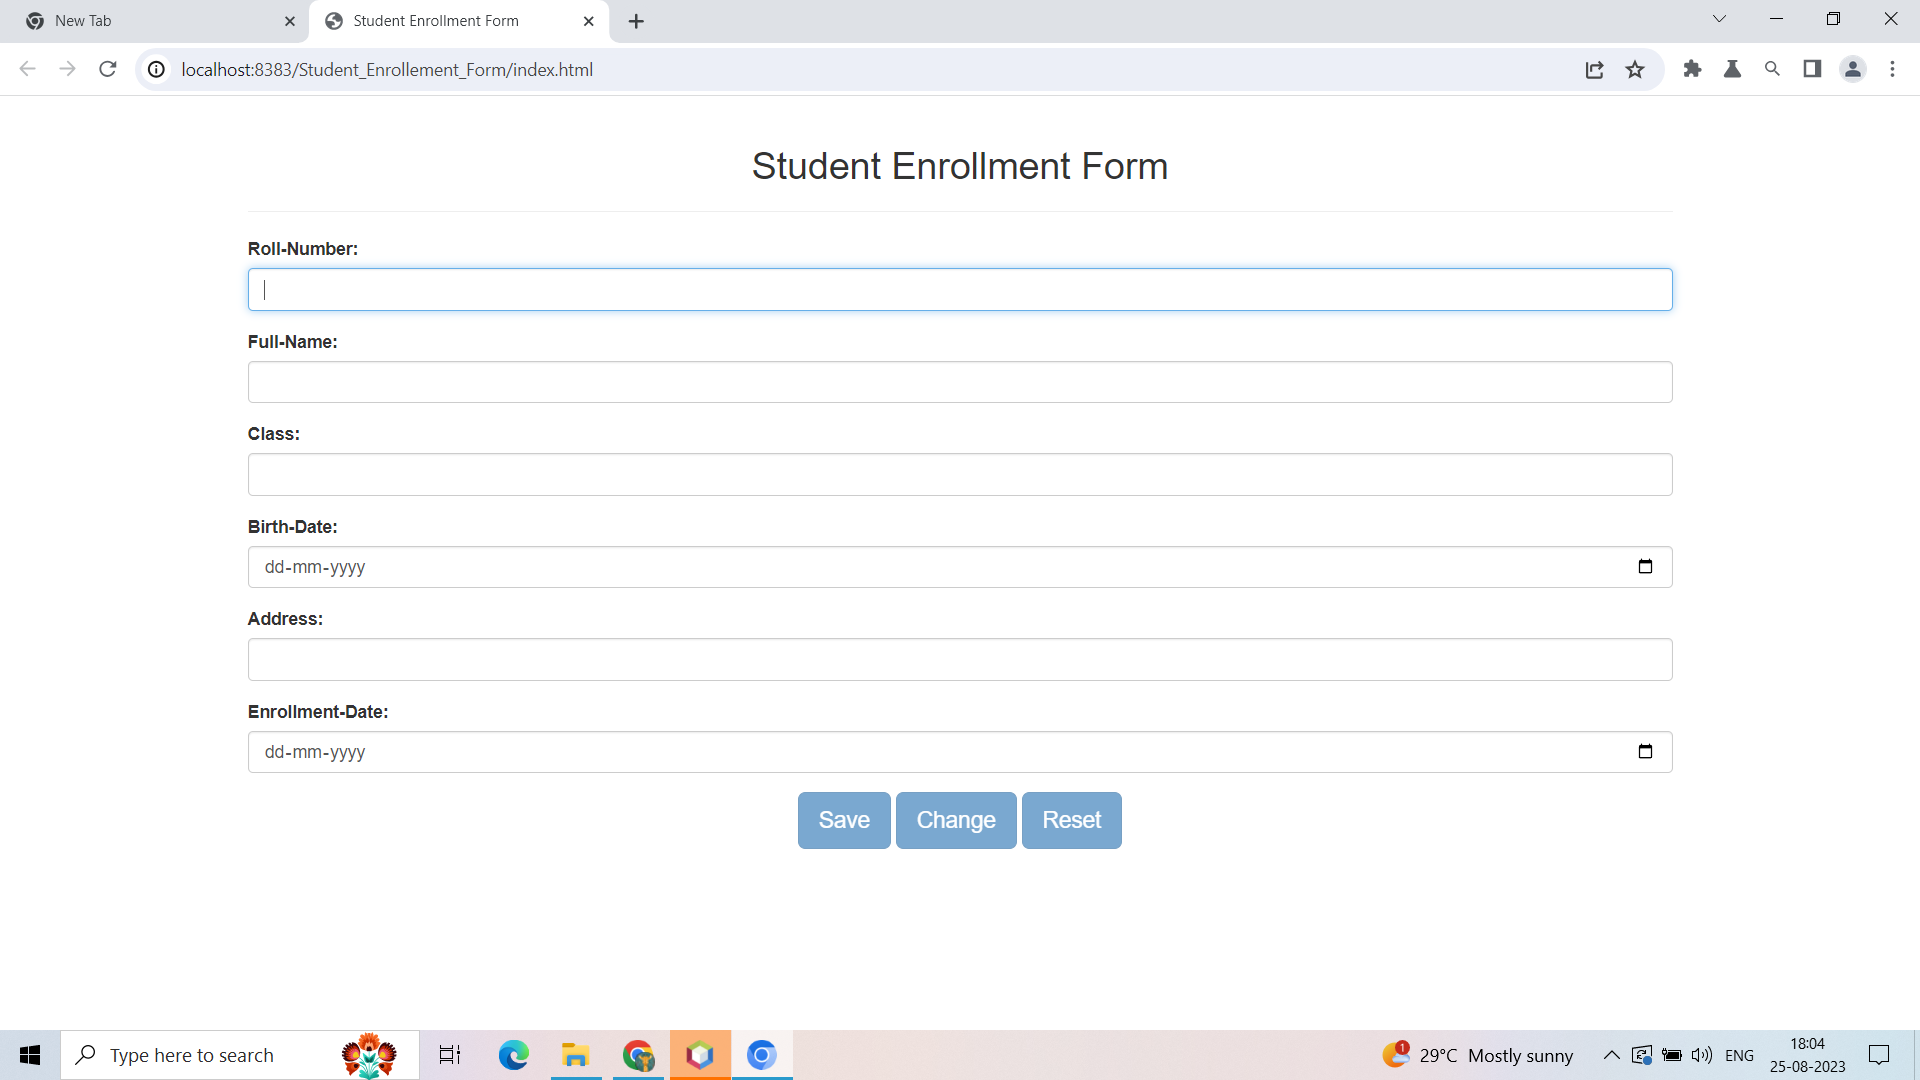 New Tab
Student Enrollment Form
localhost:8383/Student_Enrollement_Form/index.html
Student Enrollment Form
Roll-Number:
Full-Name:
Class:
Birth-Date:
dd-mm-yyyy
Address:
Enrollment-Date:
dd-mm-yyyy
Save Change Reset
Type here to search
1
29°C Mostly sunny
ENG
18:04
25-08-2023